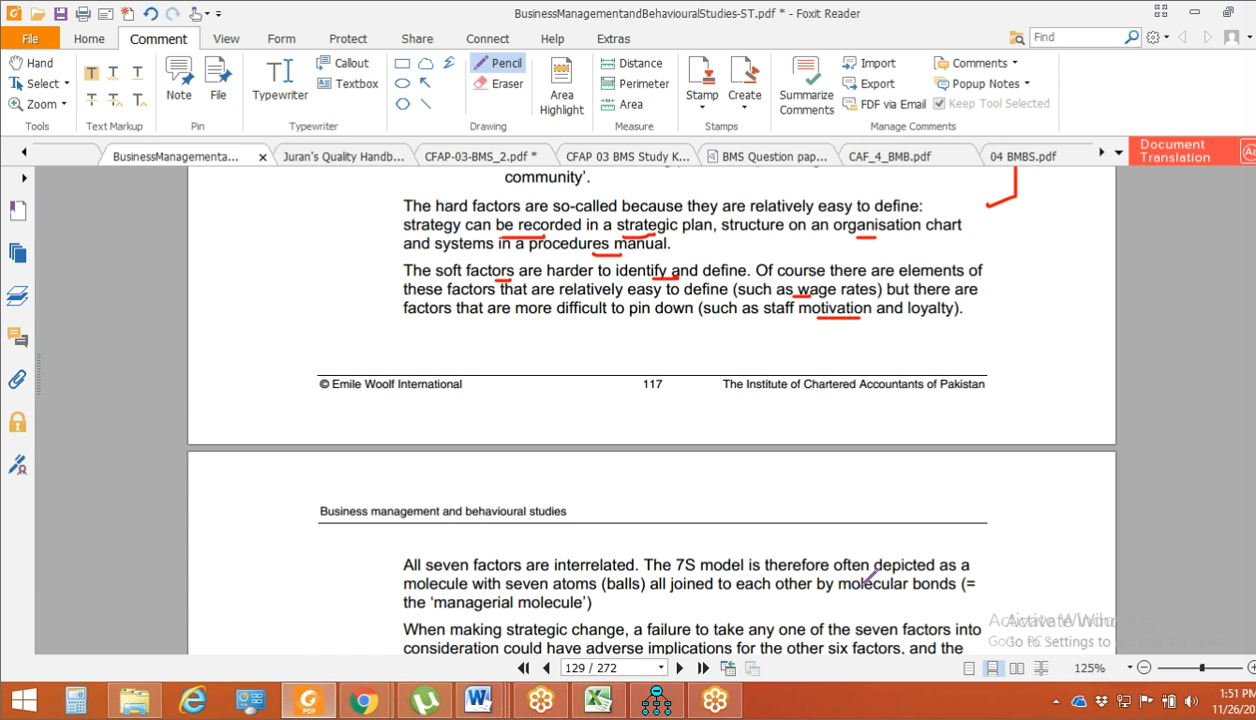 BusinessManagementandBehaviouralStudies-ST.pdf * - Foxit Reader
File Home Comment View Form Protect Share Connect Help Extras Find
Hand
Select
Zoom
Tools
Text Markup
Note
File
Pin
Typewriter
Callout
Textbox
Typewriter
Pencil
Eraser
Area Highlight
Drawing
Distance
Perimeter
Area
Measure
Stamp
Create
Stamps
Summarize Comments
Import
Export
FDF via Email
Comments
Popup Notes
Keep Tool Selected
Manage Comments
BusinessManagementa... Juran's Quality Handb... CFAP-03-BMS_2.pdf * CFAP 03 BMS Study K... BMS Question pap... CAF_4_BMB.pdf 04 BMBS.pdf
Document Translation
community'.
The hard factors are so-called because they are relatively easy to define:
strategy can be recorded in a strategic plan, structure on an organisation chart
and systems in a procedures manual.
The soft factors are harder to identify and define. Of course there are elements of
these factors that are relatively easy to define (such as wage rates) but there are
factors that are more difficult to pin down (such as staff motivation and loyalty).
© Emile Woolf International 117 The Institute of Chartered Accountants of Pakistan
Business management and behavioural studies
All seven factors are interrelated. The 7S model is therefore often depicted as a
molecule with seven atoms (balls) all joined to each other by molecular bonds (=
the 'managerial molecule')
When making strategic change, a failure to take any one of the seven factors into
consideration could have adverse implications for the other six factors, and the
Go to Settings to
129 / 272
125%
1:51 PM
11/26/20